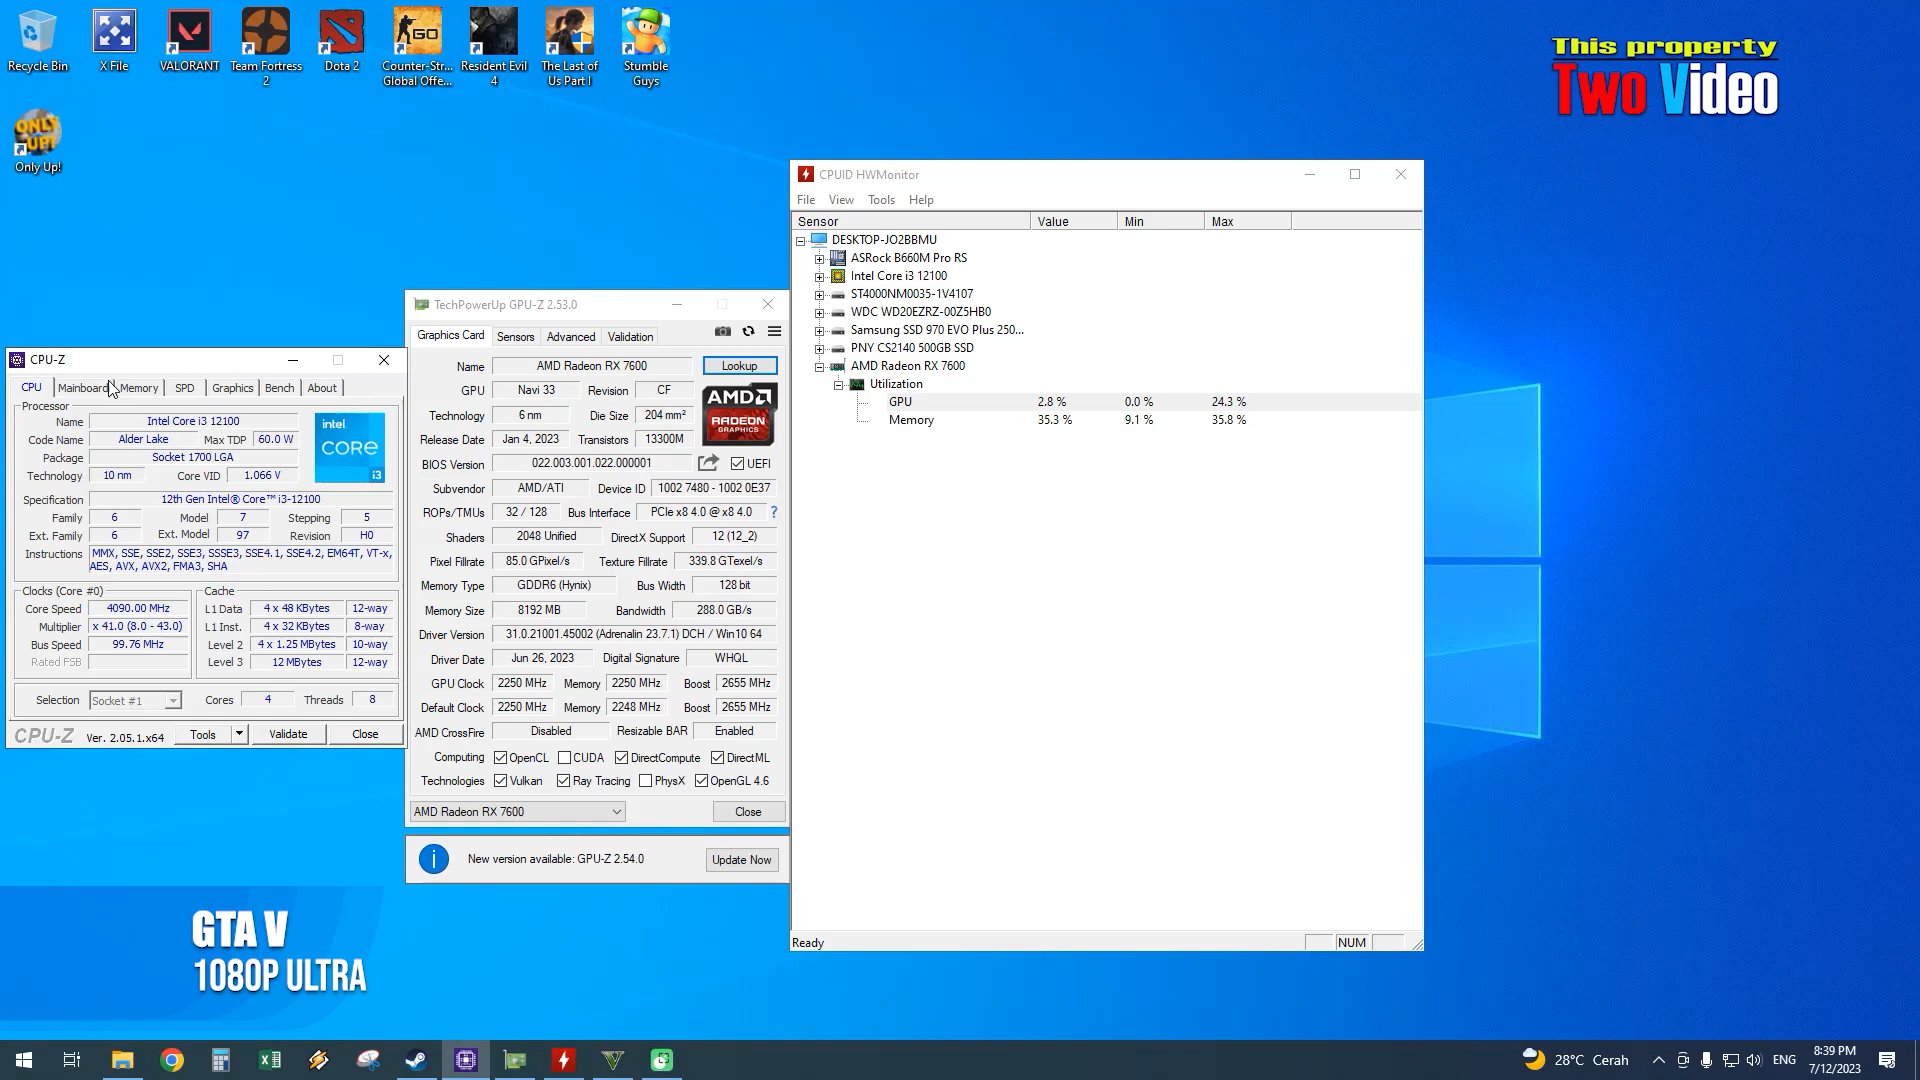 Recycle Bin
X File
VALORANT
Team Fortress 2
Dota 2
Counter-Str... Global Offe...
Resident Evil 4
The Last of Us Part I
Stumble Guys
Only Up!
This property
Two Video
CPUID HWMonitor
File View Tools Help
Sensor Value Min Max
DESKTOP-JO2BBMU
ASRock B660M Pro RS
Intel Core i3 12100
ST4000NM0035-1V4107
WDC WD20EZRZ-00Z5HB0
Samsung SSD 970 EVO Plus 250...
PNY CS2140 500GB SSD
AMD Radeon RX 7600
Utilization
GPU 2.8 % 0.0 % 24.3 %
Memory 35.3 % 9.1 % 35.8 %
Ready NUM
TechPowerUp GPU-Z 2.53.0
Graphics Card Sensors Advanced Validation
Name AMD Radeon RX 7600 Lookup
GPU Navi 33 Revision CF
Technology 6 nm Die Size 204 mm²
Release Date Jan 4, 2023 Transistors 13300M
BIOS Version 022.003.001.022.000001 UEFI
Subvendor AMD/ATI Device ID 1002 7480 - 1002 0E37
ROPs/TMUs 32 / 128 Bus Interface PCIe x8 4.0 @ x8 4.0 ?
Shaders 2048 Unified DirectX Support 12 (12_2)
Pixel Fillrate 85.0 GPixel/s Texture Fillrate 339.8 GTexel/s
Memory Type GDDR6 (Hynix) Bus Width 128 bit
Memory Size 8192 MB Bandwidth 288.0 GB/s
Driver Version 31.0.21001.45002 (Adrenalin 23.7.1) DCH / Win10 64
Driver Date Jun 26, 2023 Digital Signature WHQL
GPU Clock 2250 MHz Memory 2250 MHz Boost 2655 MHz
Default Clock 2250 MHz Memory 2248 MHz Boost 2655 MHz
AMD CrossFire Disabled Resizable BAR Enabled
Computing OpenCL CUDA DirectCompute DirectML
Technologies Vulkan Ray Tracing PhysX OpenGL 4.6
AMD Radeon RX 7600 Close
AMD
RADEON
GRAPHICS
New version available: GPU-Z 2.54.0 Update Now
CPU-Z
CPU Mainboard Memory SPD Graphics Bench About
Processor
Name Intel Core i3 12100
Code Name Alder Lake Max TDP 60.0 W
Package Socket 1700 LGA
Technology 10 nm Core VID 1.066 V
Specification 12th Gen Intel® Core™ i3-12100
Family 6 Model 7 Stepping 5
Ext. Family 6 Ext. Model 97 Revision H0
Instructions MMX, SSE, SSE2, SSE3, SSSE3, SSE4.1, SSE4.2, EM64T, VT-x,
AES, AVX, AVX2, FMA3, SHA
intel
CORE
i3
Clocks (Core #0)
Core Speed 4090.00 MHz
Multiplier x 41.0 (8.0 - 43.0)
Bus Speed 99.76 MHz
Rated FSB
Cache
L1 Data 4 x 48 KBytes 12-way
L1 Inst. 4 x 32 KBytes 8-way
Level 2 4 x 1.25 MBytes 10-way
Level 3 12 MBytes 12-way
Selection Socket #1 Cores 4 Threads 8
CPU-Z Ver. 2.05.1.x64 Tools Validate Close
GTA V
1080P ULTRA
28°C Cerah
ENG
8:39 PM
7/12/2023